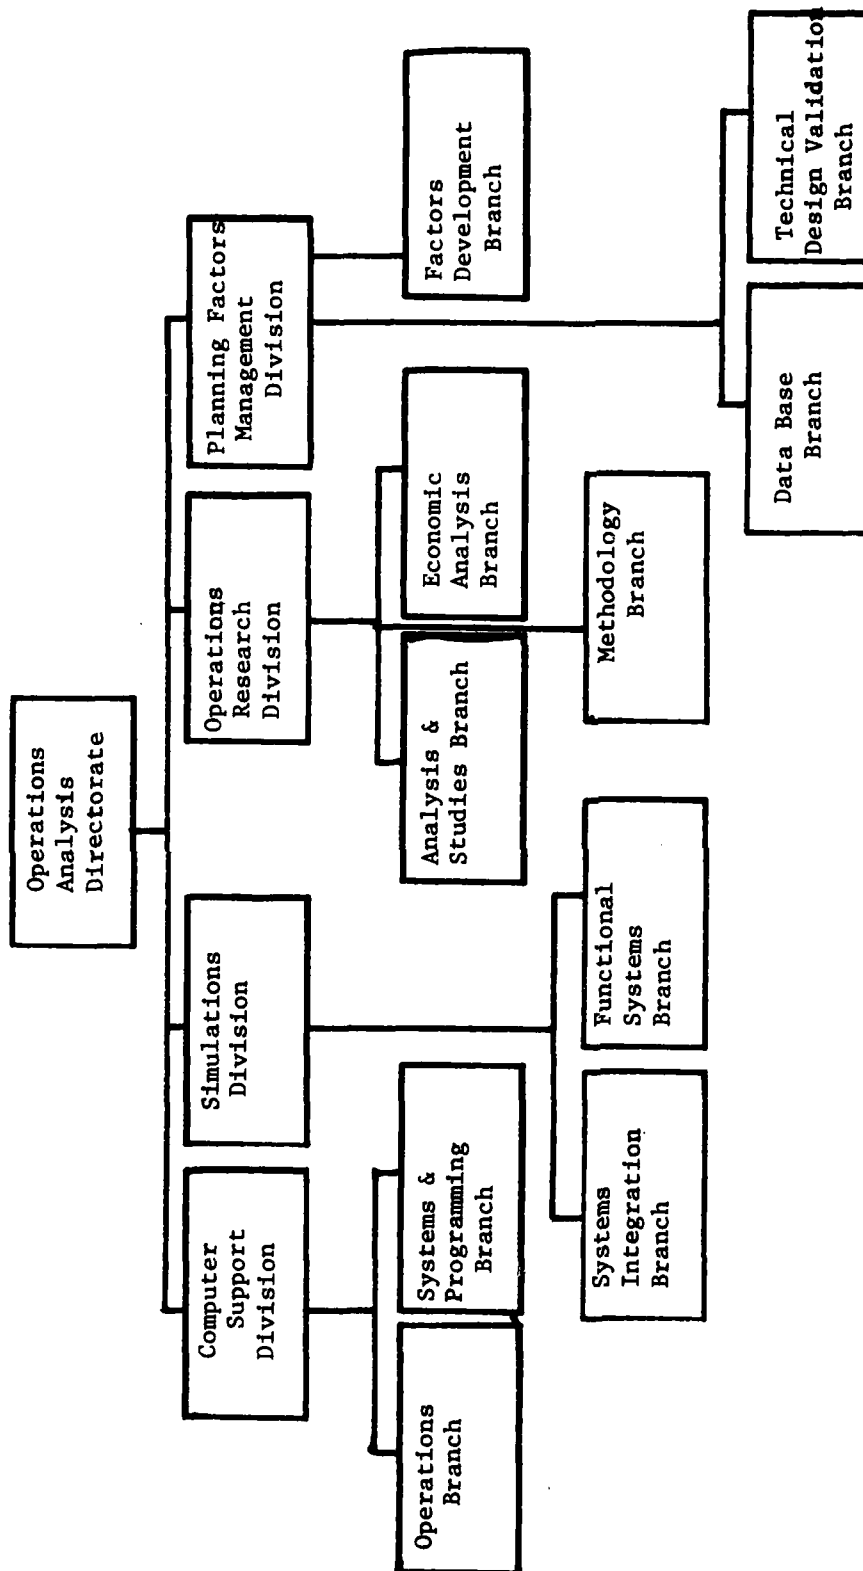 Operations
Analysis
Directorate
Computer
Support
Division
Simulations
Division
Operations
Research
Division
Planning Factors
Management
Division
Operations Branch
Branch
Systems &
Programming
Branch
Analysis &
Studies Branch
Economic
Analysis
Branch
Factors
Development
Branch
Systems
Integration
Branch
Functional
Systems
Branch
Methodology
Branch
Data Base
Branch
Technical
Design Validation
Branch